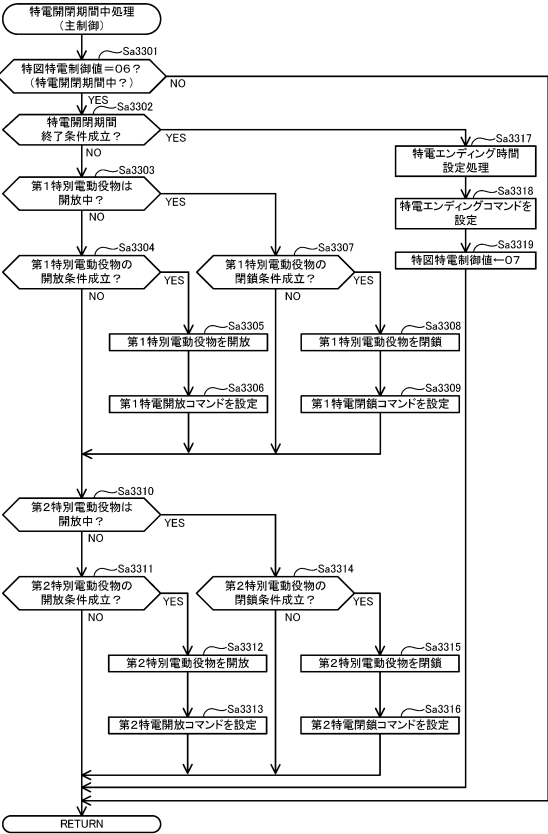 特電開閉期間中処理
(主制御)
Sa3301
特図特電制御値=06?
(特電開閉期間中?)
NO
YES
Sa3302
特電開閉期間
終了条件成立?
YES
NO
Sa3317
特電エンディング時間
設定処理
Sa3318
特電エンディングコマンドを
設定
Sa3319
特図特電制御値←07
Sa3303
第1特別電動役物は
開放中?
YES
NO
Sa3304
第1特別電動役物の
開放条件成立?
YES
NO
Sa3307
第1特別電動役物の
閉鎖条件成立?
YES
NO
Sa3305
第1特別電動役物を開放
Sa3308
第1特別電動役物を閉鎖
Sa3306
第1特電開放コマンドを設定
Sa3309
第1特電閉鎖コマンドを設定
Sa3310
第2特別電動役物は
開放中?
YES
NO
Sa3311
第2特別電動役物の
開放条件成立?
YES
NO
Sa3314
第2特別電動役物の
閉鎖条件成立?
YES
NO
Sa3312
第2特別電動役物を開放
Sa3315
第2特別電動役物を閉鎖
Sa3313
第2特電開放コマンドを設定
Sa3316
第2特電閉鎖コマンドを設定
RETURN